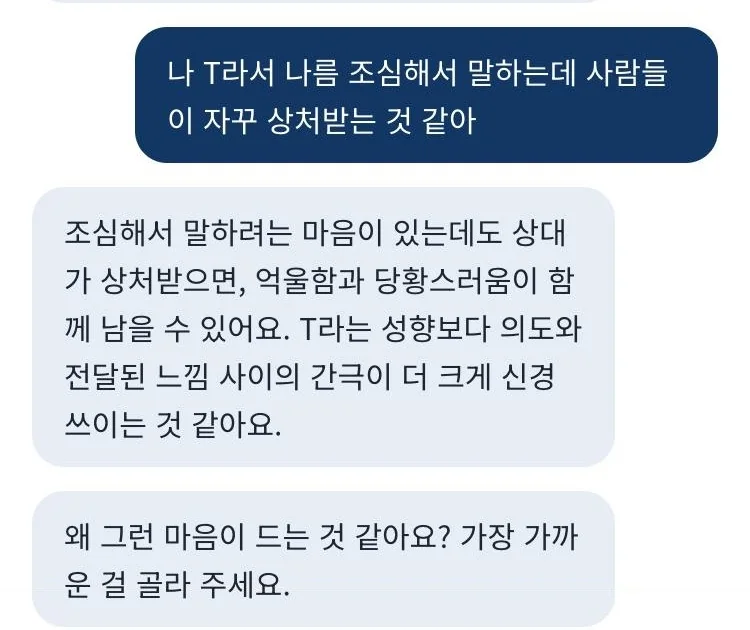 나 T라서 나름 조심해서 말하는데 사람들
이 자꾸 상처받는 것 같아
조심해서 말하려는 마음이 있는데도 상대
가 상처받으면, 억울함과 당황스러움이 함
께 남을 수 있어요. T라는 성향보다 의도와
전달된 느낌 사이의 간극이 더 크게 신경
쓰이는 것 같아요.
왜 그런 마음이 드는 것 같아요? 가장 가까
운 걸 골라 주세요.